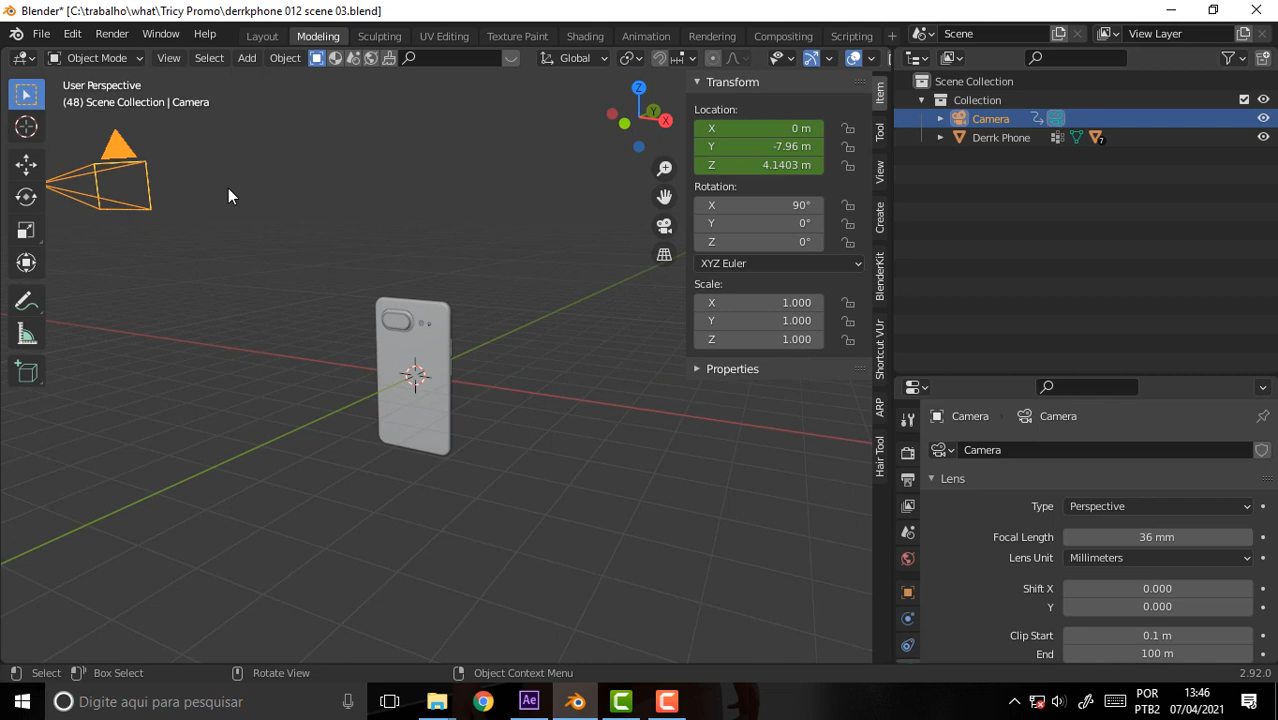 Blender* [C:\trabalho\what\Tricy Promo\derrkphone 012 scene 03.blend]
File Edit Render Window Help Layout Modeling Sculpting UV Editing Texture Paint Shading Animation Rendering Compositing Scripting + Scene View Layer
Object Mode View Select Add Object Global
User Perspective
(48) Scene Collection | Camera
Z
Y
X
Transform
Location:
X 0 m
Y -7.96 m
Z 4.1403 m
Rotation:
X 90°
Y 0°
Z 0°
XYZ Euler
Scale:
X 1.000
Y 1.000
Z 1.000
Properties
Item
Tool
View
Create
BlenderKit
Shortcut VUr
ARP
Hair Tool
Scene Collection
Collection
Camera
Derrk Phone 7
Camera Camera
Camera
Lens
Type Perspective
Focal Length 36 mm
Lens Unit Millimeters
Shift X 0.000
Y 0.000
Clip Start 0.1 m
End 100 m
Select Box Select Rotate View Object Context Menu 2.92.0
Digite aqui para pesquisar Ae POR 13:46
PTB2 07/04/2021